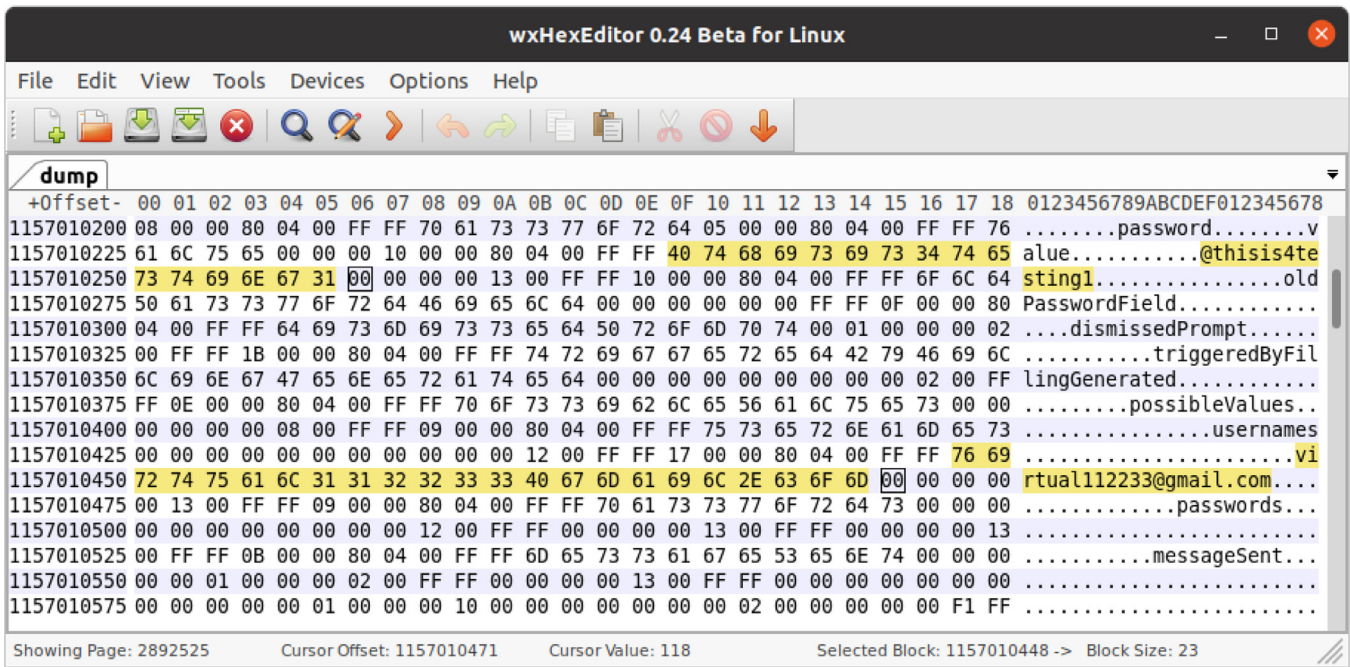 wxHexEditor 0.24 Beta for Linux
File Edit View Tools Devices Options Help
dump
+Offset- 00 01 02 03 04 05 06 07 08 09 0A 0B 0C 0D 0E 0F 10 11 12 13 14 15 16 17 18 0123456789ABCDEF012345678
1157010200 08 00 00 80 04 00 FF FF 70 61 73 73 77 6F 72 64 05 00 00 80 04 00 FF FF 76 ........password........v
1157010225 61 6C 75 65 00 00 00 10 00 00 80 04 00 FF FF 40 74 68 69 73 69 73 34 74 65 alue...........@thisis4te
1157010250 73 74 69 6E 67 31 00 00 00 00 13 00 FF FF 10 00 00 80 04 00 FF FF 6F 6C 64 sting1................old
1157010275 50 61 73 73 77 6F 72 64 46 69 65 6C 64 00 00 00 00 00 00 FF FF 0F 00 00 80 PasswordField............
1157010300 04 00 FF FF 64 69 73 6D 69 73 73 65 64 50 72 6F 6D 70 74 00 01 00 00 00 02 ....dismissedPrompt......
1157010325 00 FF FF 1B 00 00 80 04 00 FF FF 74 72 69 67 67 65 72 65 64 42 79 46 69 6C ...........triggeredByFil
1157010350 6C 69 6E 67 47 65 6E 65 72 61 74 65 64 00 00 00 00 00 00 00 00 00 02 00 FF lingGenerated............
1157010375 FF 0E 00 00 80 04 00 FF FF 70 6F 73 73 69 62 6C 65 56 61 6C 75 65 73 00 00 .........possibleValues..
1157010400 00 00 00 00 08 00 FF FF 09 00 00 80 04 00 FF FF 75 73 65 72 6E 61 6D 65 73 ................usernames
1157010425 00 00 00 00 00 00 00 00 00 00 00 12 00 FF FF 17 00 00 80 04 00 FF FF 76 69 .......................vi
1157010450 72 74 75 61 6C 31 31 32 32 33 33 40 67 6D 61 69 6C 2E 63 6F 6D 00 00 00 00 rtual112233@gmail.com....
1157010475 00 13 00 FF FF 09 00 00 80 04 00 FF FF 70 61 73 73 77 6F 72 64 73 00 00 00 .............passwords...
1157010500 00 00 00 00 00 00 00 00 12 00 FF FF 00 00 00 00 13 00 FF FF 00 00 00 00 13 .........................
1157010525 00 FF FF 0B 00 00 80 04 00 FF FF 6D 65 73 73 61 67 65 53 65 6E 74 00 00 00 ...........messageSent...
1157010550 00 00 01 00 00 00 02 00 FF FF 00 00 00 00 13 00 FF FF 00 00 00 00 00 00 00 .........................
1157010575 00 00 00 00 00 01 00 00 00 10 00 00 00 00 00 00 00 02 00 00 00 00 00 F1 FF .........................
Showing Page: 2892525 Cursor Offset: 1157010471 Cursor Value: 118 Selected Block: 1157010448 -> Block Size: 23